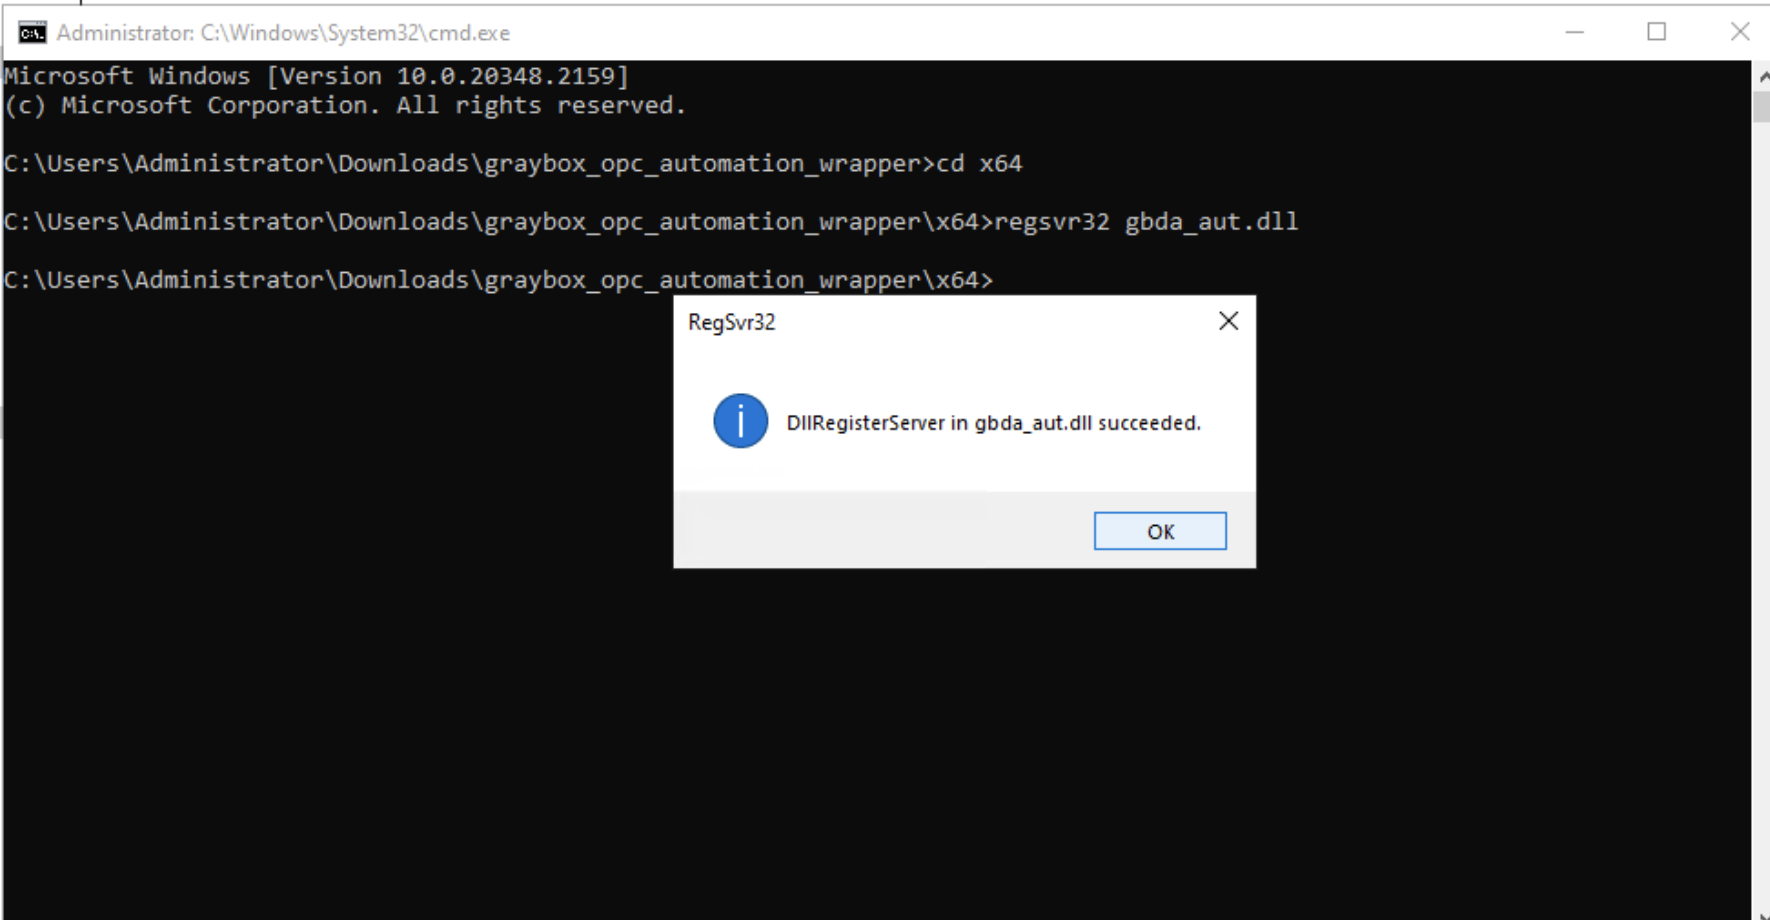 Administrator: C:\Windows\System32\cmd.exe
Microsoft Windows [Version 10.0.20348.2159]
(c) Microsoft Corporation. All rights reserved.
C:\Users\Administrator\Downloads\graybox_opc_automation_wrapper>cd x64
C:\Users\Administrator\Downloads\graybox_opc_automation_wrapper\x64>regsvr32 gbda_aut.dll
C:\Users\Administrator\Downloads\graybox_opc_automation_wrapper\x64>
RegSvr32
DllRegisterServer in gbda_aut.dll succeeded.
OK